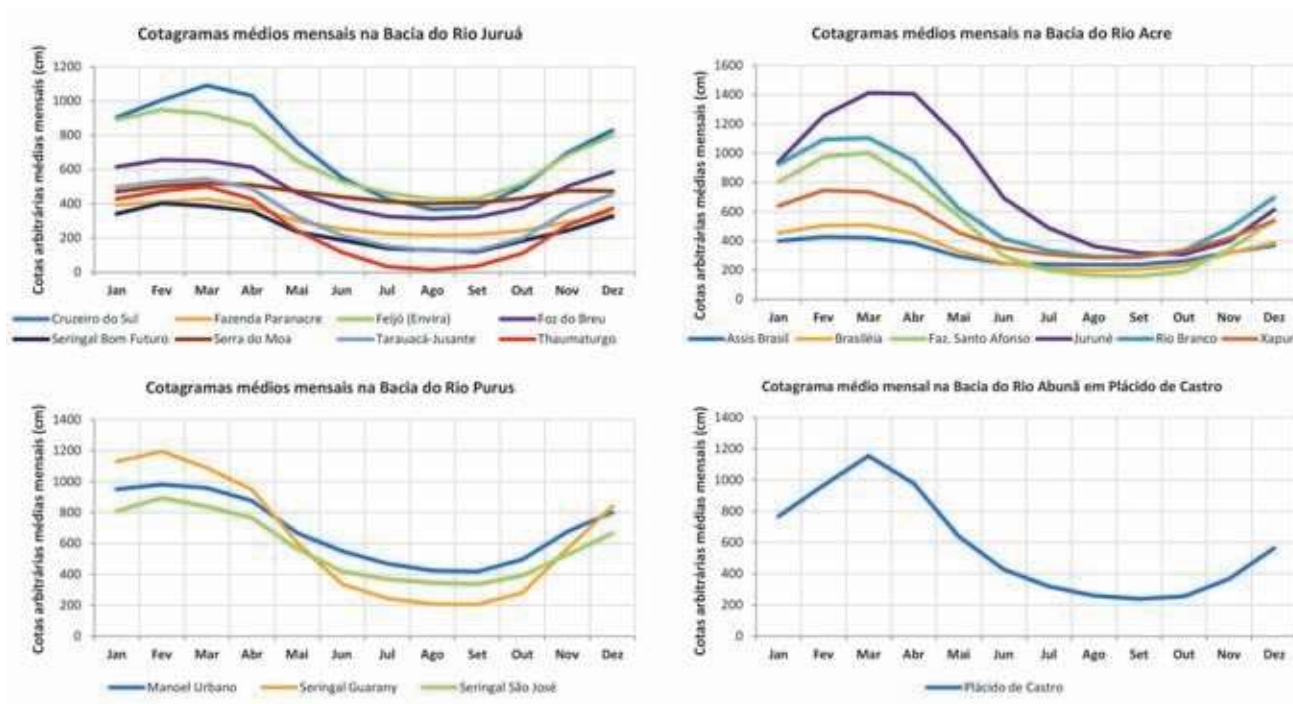 Cotagramas médios mensais na Bacia do Rio Juruá
Cotas arbitrárias médias mensais (cm)
1200
1000
800
600
400
200
0
Jan Fev Mar Abr Mai Jun Jul Ago Set Out Nov Dez
Cruzeiro do Sul Fazenda Paranacre Feijó (Envira) Foz do Breu
Seringal Bom Futuro Serra do Moa Tarauacá-Jusante Thaumaturgo
Cotagramas médios mensais na Bacia do Rio Acre
Cotas arbitrárias médias mensais (cm)
1600
1400
1200
1000
800
600
400
200
0
Jan Fev Mar Abr Mai Jun Jul Ago Set Out Nov Dez
Assis Brasil Brasiléia Faz. Santo Afonso Jurunê Rio Branco Xapur
Cotagramas médios mensais na Bacia do Rio Purus
Cotas arbitrárias médias mensais (cm)
1400
1200
1000
800
600
400
200
0
Jan Fev Mar Abr Mai Jun Jul Ago Set Out Nov Dez
Manoel Urbano Seringal Guarany Seringal São José
Cotagrama médio mensal na Bacia do Rio Abunã em Plácido de Castro
Cotas arbitrárias médias mensais (cm)
1400
1200
1000
800
600
400
200
0
Jan Fev Mar Abr Mai Jun Jul Ago Set Out Nov Dez
Plácido de Castro